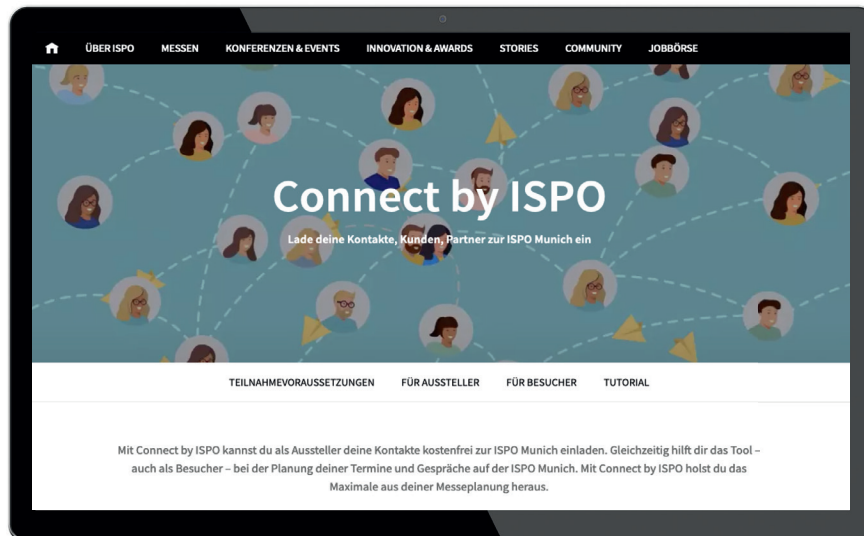 ÜBER ISPO MESSEN KONFERENZEN & EVENTS INNOVATION & AWARDS STORIES COMMUNITY JOBBÖRSE
Connect by ISPO
Lade deine Kontakte, Kunden, Partner zur ISPO Munich ein
TEILNAHMEVORAUSSETZUNGEN FÜR AUSSTELLER FÜR BESUCHER TUTORIAL
Mit Connect by ISPO kannst du als Aussteller deine Kontakte kostenfrei zur ISPO Munich einladen. Gleichzeitig hilft dir das Tool –
auch als Besucher – bei der Planung deiner Termine und Gespräche auf der ISPO Munich. Mit Connect by ISPO holst du das
Maximale aus deiner Messeplanung heraus.